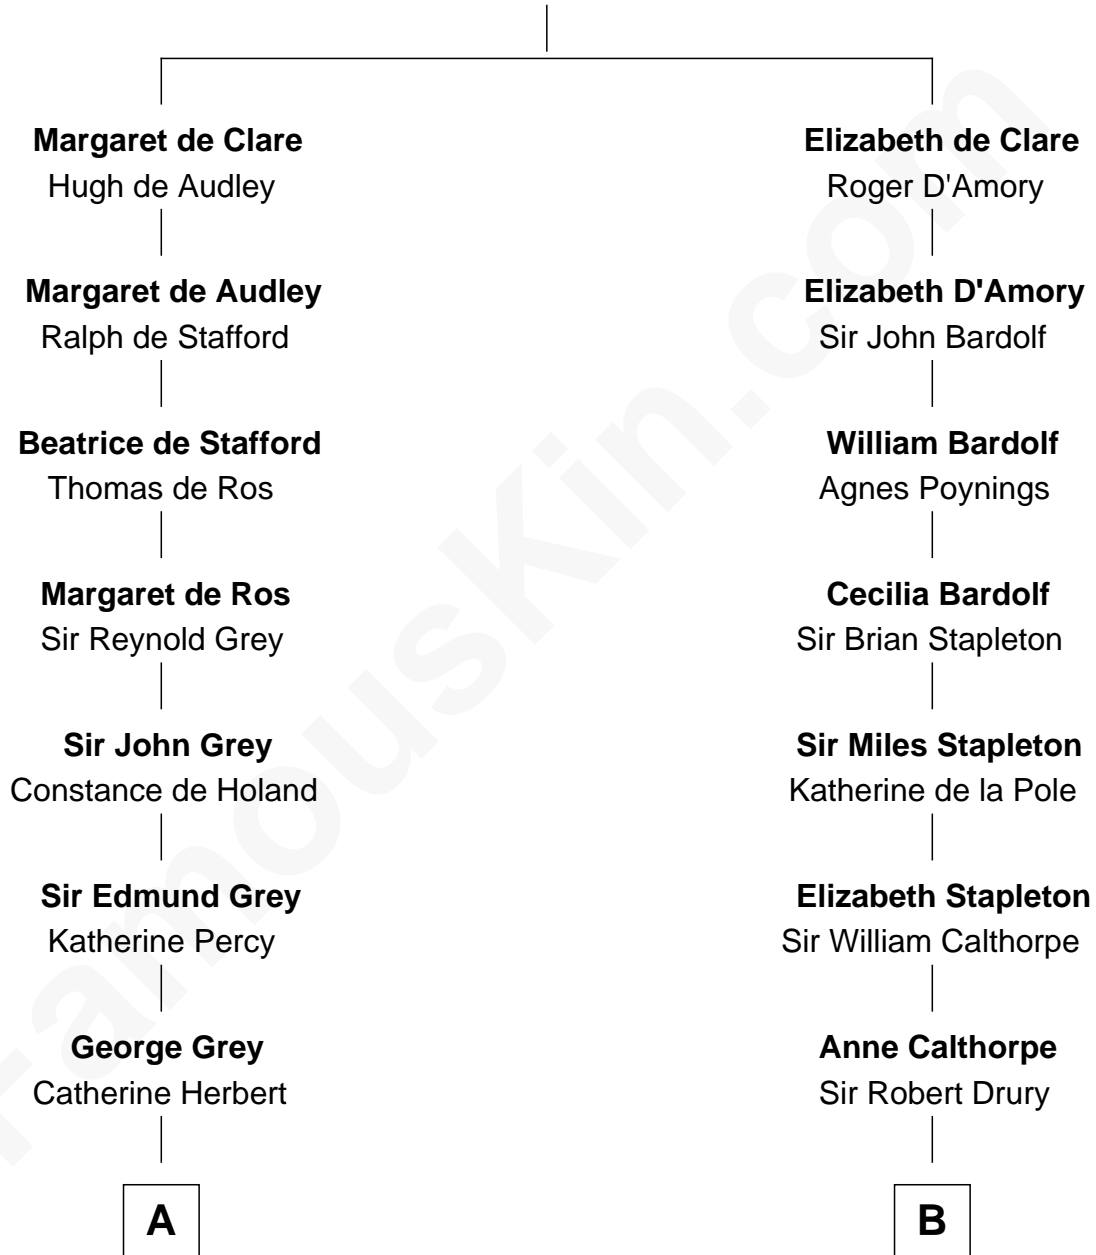 Margaret de Clare
Hugh de Audley
Elizabeth de Clare
Roger D'Amory
Margaret de Audley
Ralph de Stafford
Elizabeth D'Amory
Sir John Bardolf
Beatrice de Stafford
Thomas de Ros
William Bardolf
Agnes Poynings
Margaret de Ros
Sir Reynold Grey
Cecilia Bardolf
Sir Brian Stapleton
Sir John Grey
Constance de Holand
Sir Miles Stapleton
Katherine de la Pole
Sir Edmund Grey
Katherine Percy
Elizabeth Stapleton
Sir William Calthorpe
George Grey
Catherine Herbert
Anne Calthorpe
Sir Robert Drury
A
B
FamousKin.com